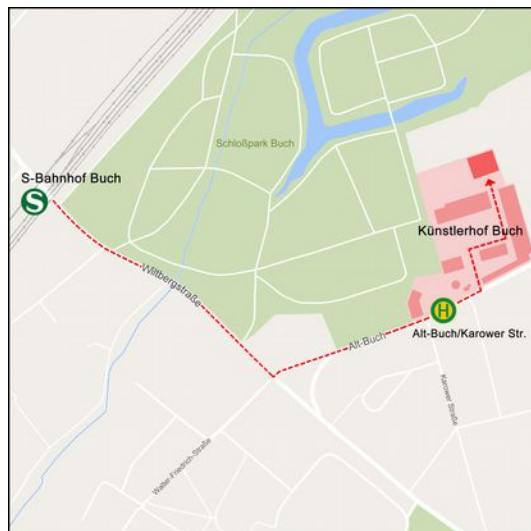 Schloßpark Buch
S-Bahnhof Buch
S
Künstlerhof Buch
Wiltbergstraße
H
Alt-Buch/Karower Str.
Alt-Buch
Karower Straße
Walter-Friedrich-Straße